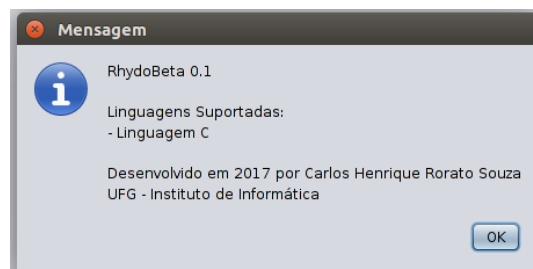 Mensagem
RhydoBeta 0.1
Linguagens Suportadas:
- Linguagem C
Desenvolvido em 2017 por Carlos Henrique Rorato Souza
UFG - Instituto de Informática
OK